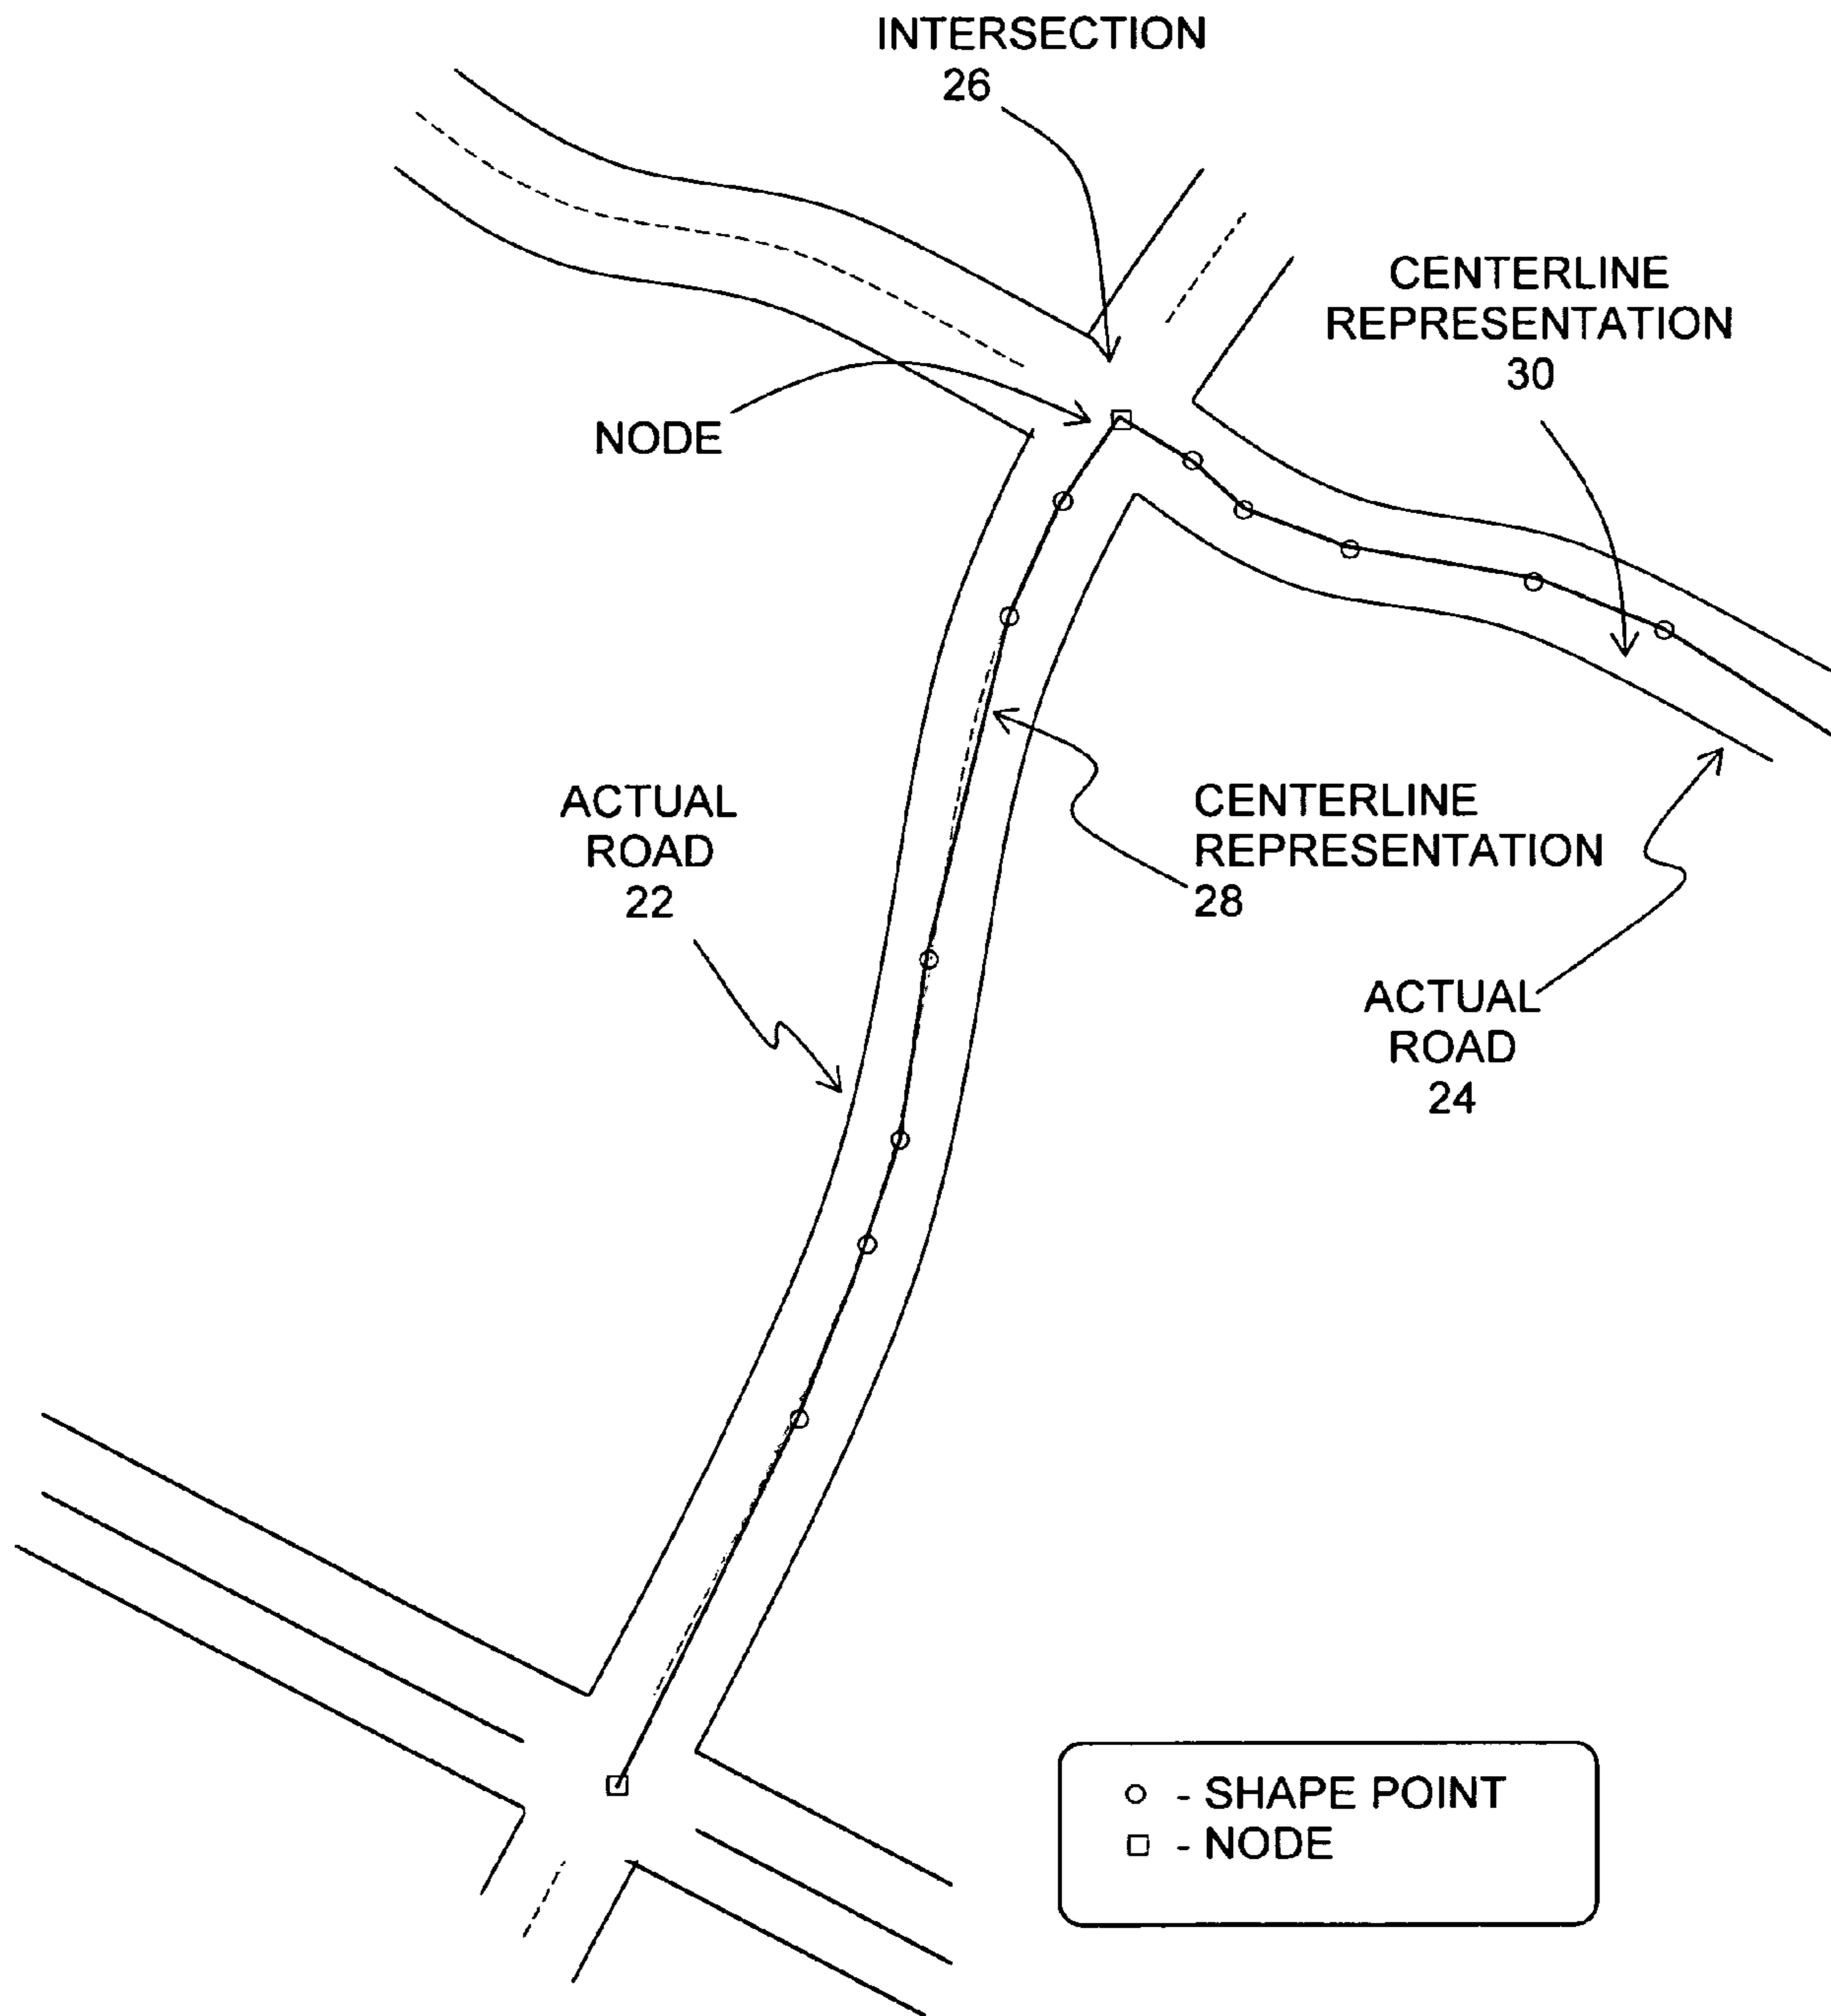 INTERSECTION
26
CENTERLINE
REPRESENTATION
30
NODE
ACTUAL
ROAD
22
CENTERLINE
REPRESENTATION
28
ACTUAL
ROAD
24
- SHAPE POINT
- NODE